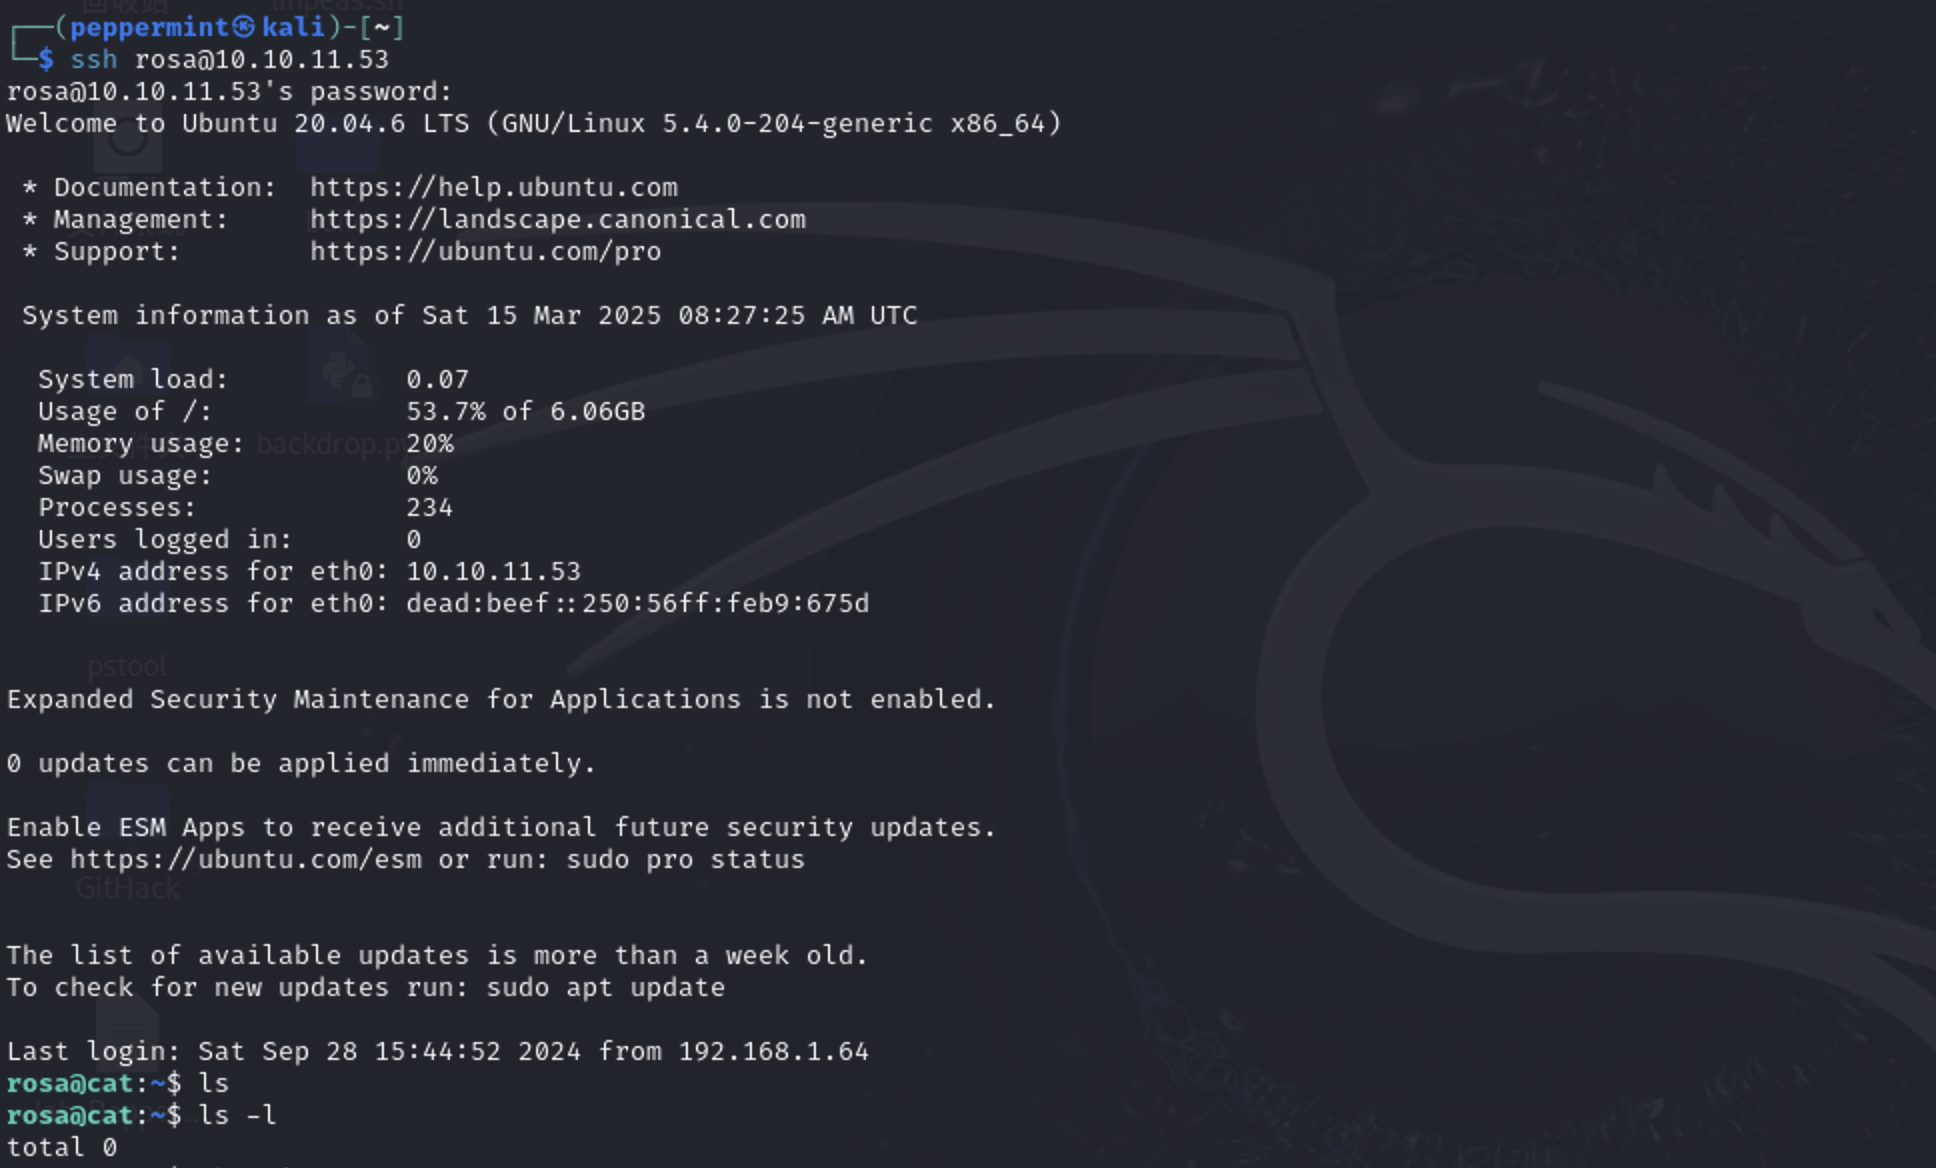 回收站 linpeas.sh
┌──(peppermint㉿kali)-[~]
└─$ ssh rosa@10.10.11.53
rosa@10.10.11.53's password:
Welcome to Ubuntu 20.04.6 LTS (GNU/Linux 5.4.0-204-generic x86_64)
* Documentation: https://help.ubuntu.com
* Management: https://landscape.canonical.com
* Support: https://ubuntu.com/pro
System information as of Sat 15 Mar 2025 08:27:25 AM UTC
System load: 0.07
Usage of /: 53.7% of 6.06GB
Memory usage: 20%
backdrop.py
Swap usage: 0%
Processes: 234
Users logged in: 0
IPv4 address for eth0: 10.10.11.53
IPv6 address for eth0: dead:beef::250:56ff:feb9:675d
pstool
Expanded Security Maintenance for Applications is not enabled.
0 updates can be applied immediately.
Enable ESM Apps to receive additional future security updates.
See https://ubuntu.com/esm or run: sudo pro status
GitHack
The list of available updates is more than a week old.
To check for new updates run: sudo apt update
Last login: Sat Sep 28 15:44:52 2024 from 192.168.1.64
rosa@cat:~$ ls
rosa@cat:~$ ls -l
total 0